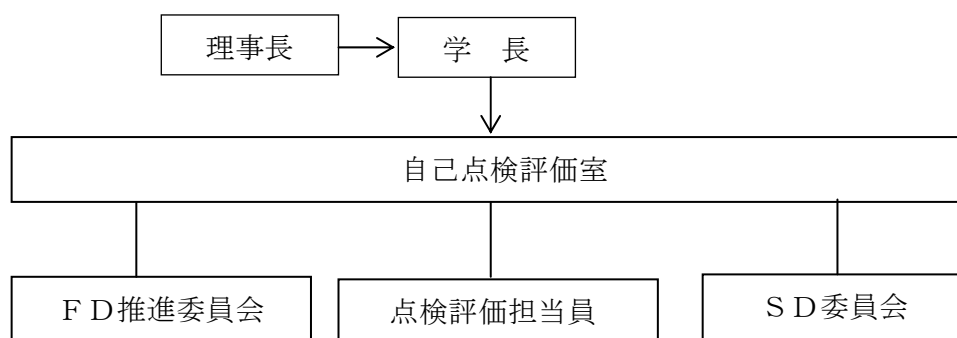 理事長
学　長
自己点検評価室
ＦＤ推進委員会
点検評価担当員
ＳＤ委員会